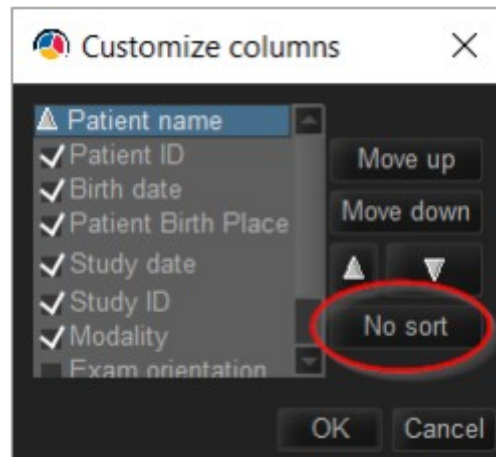 Customize columns
Patient name
Patient ID
Birth date
Patient Birth Place
Study date
Study ID
Modality
Exam orientation
Move up
Move down
No sort
OK
Cancel